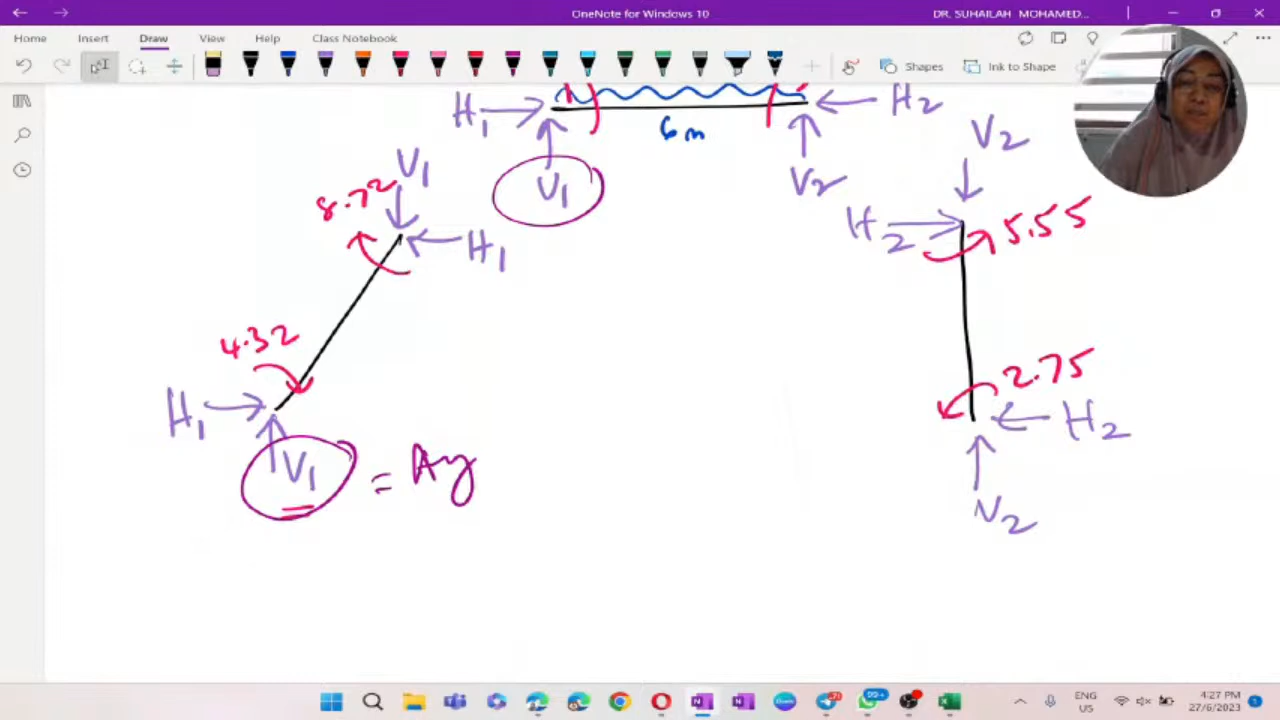 OneNote for Windows 10
DR. SUHAILAH MOHAMED...
Home Insert Draw View Help Class Notebook
Shapes Ink to Shape
H1 H2
6m
V1 V2
V1 V2
8.72 H1
H2 5.55
4.32
2.75
H1 H2
V1 = Ay
V2
99+
ENG
US
4:27 PM
27/6/2023